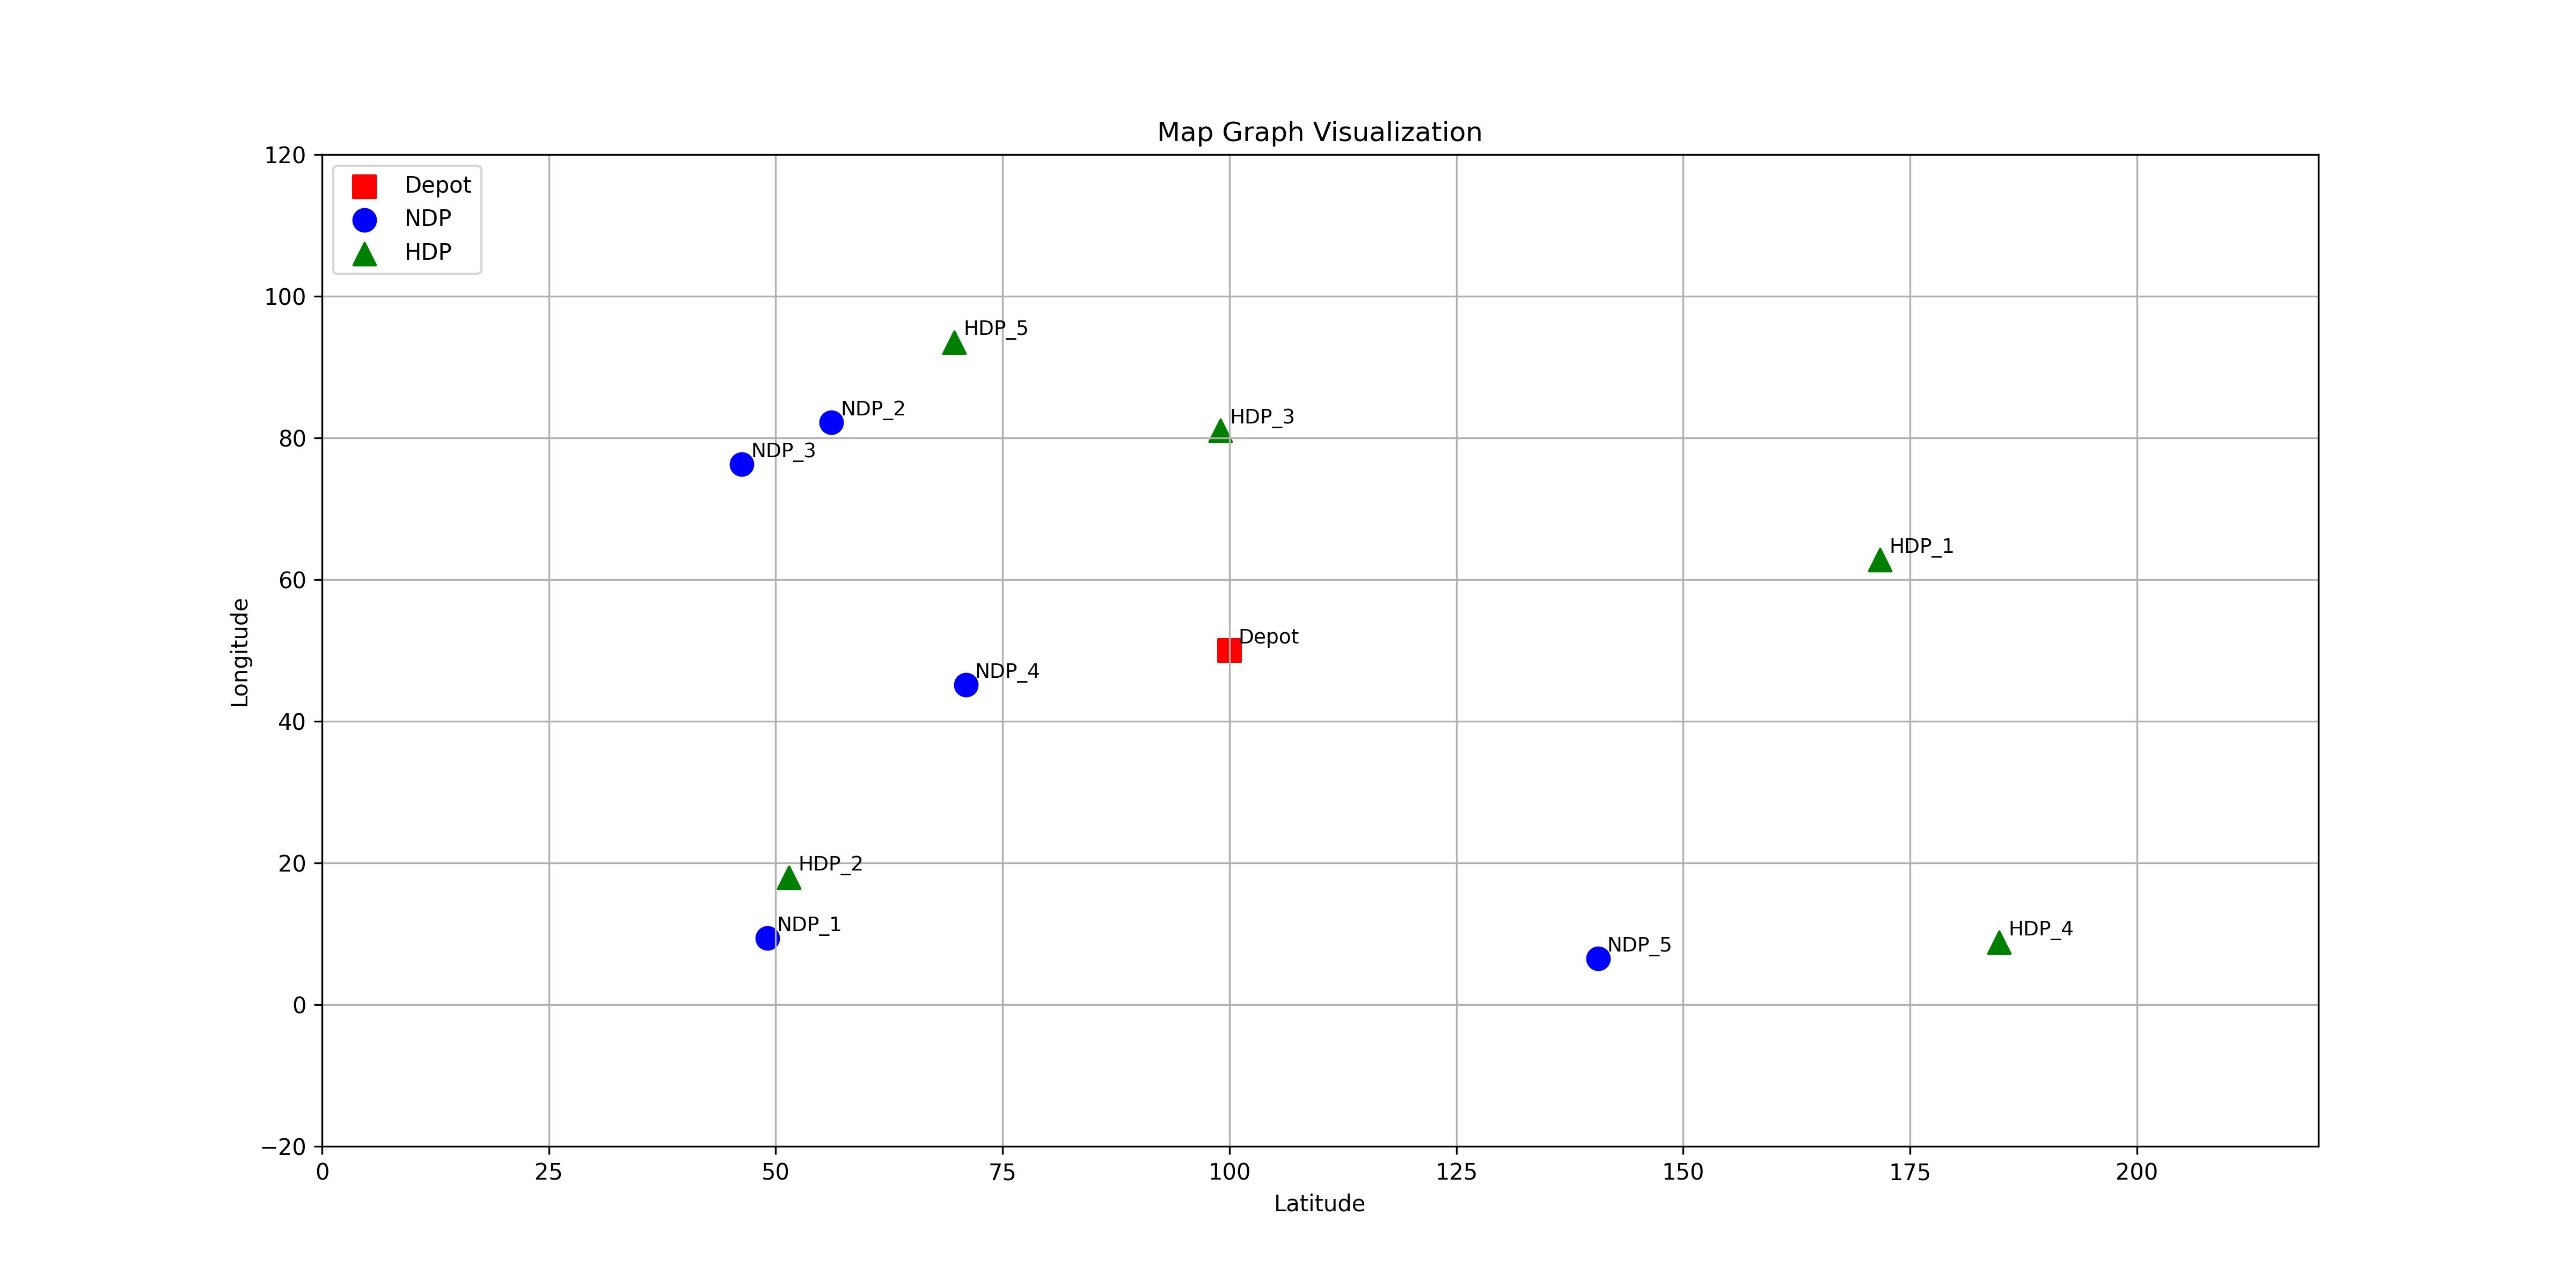 Map Graph Visualization
120
100
80
60
40
20
0
−20
Longitude
Depot
NDP
HDP
HDP_5
NDP_2
HDP_3
NDP_3
HDP_1
Depot
NDP_4
HDP_2
NDP_1
HDP_4
NDP_5
0 25 50 75 100 125 150 175 200
Latitude